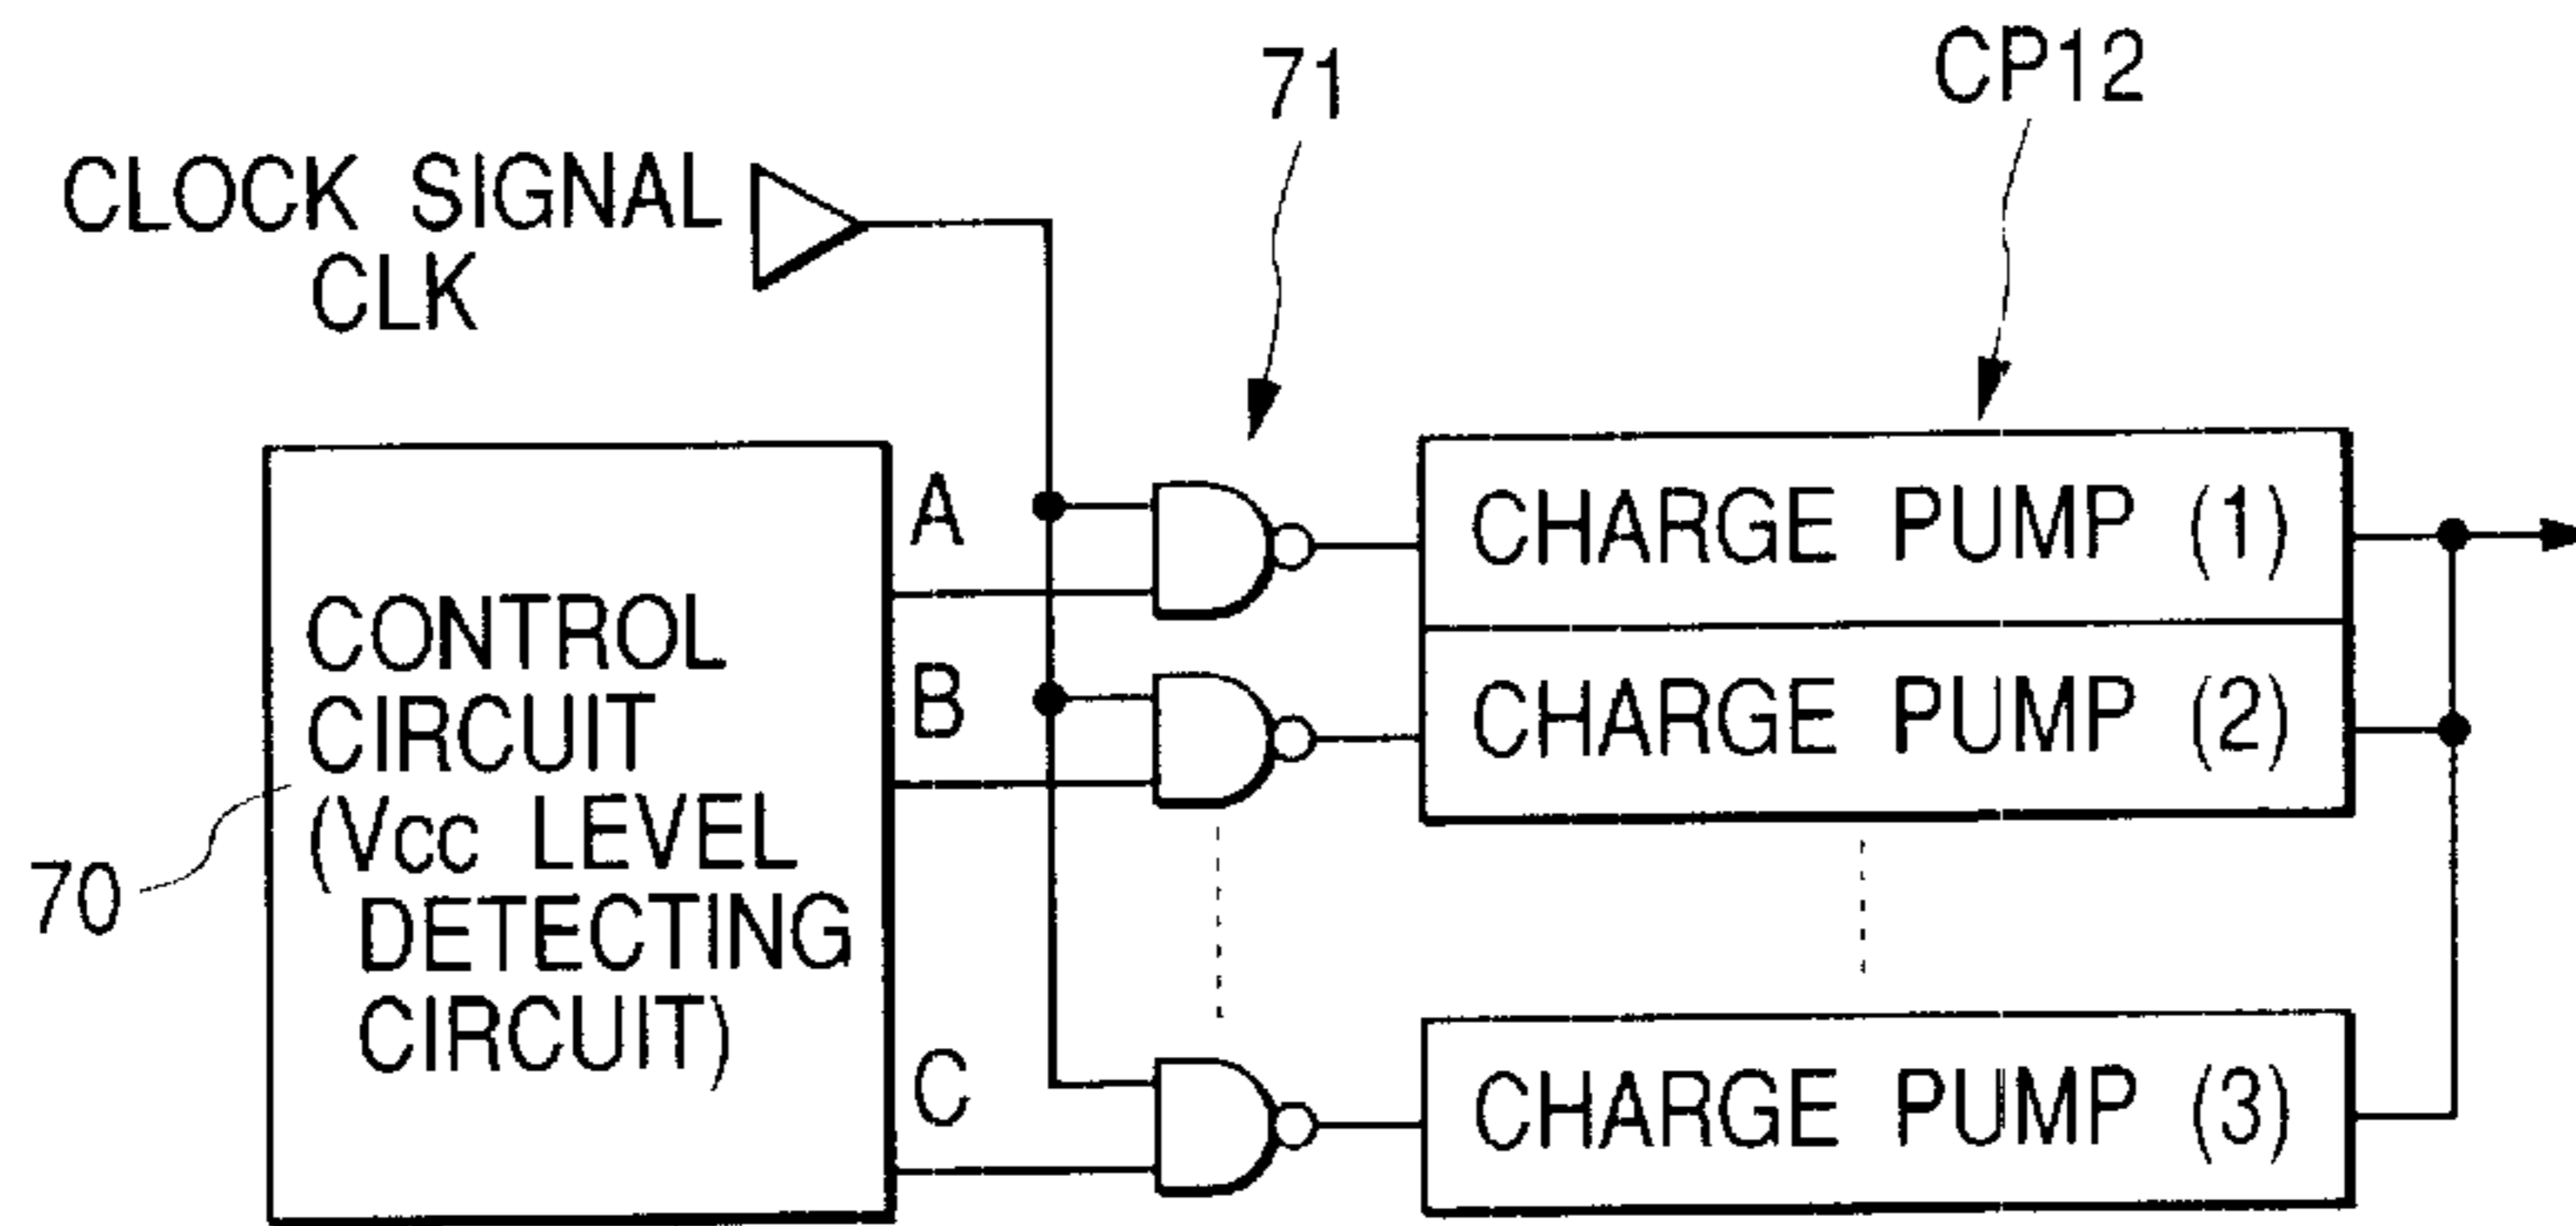 71
CP12
CLOCK SIGNAL
CLK
A
CHARGE PUMP (1)
CONTROL
CIRCUIT
(Vcc LEVEL
DETECTING
CIRCUIT)
B
CHARGE PUMP (2)
70
C
CHARGE PUMP (3)